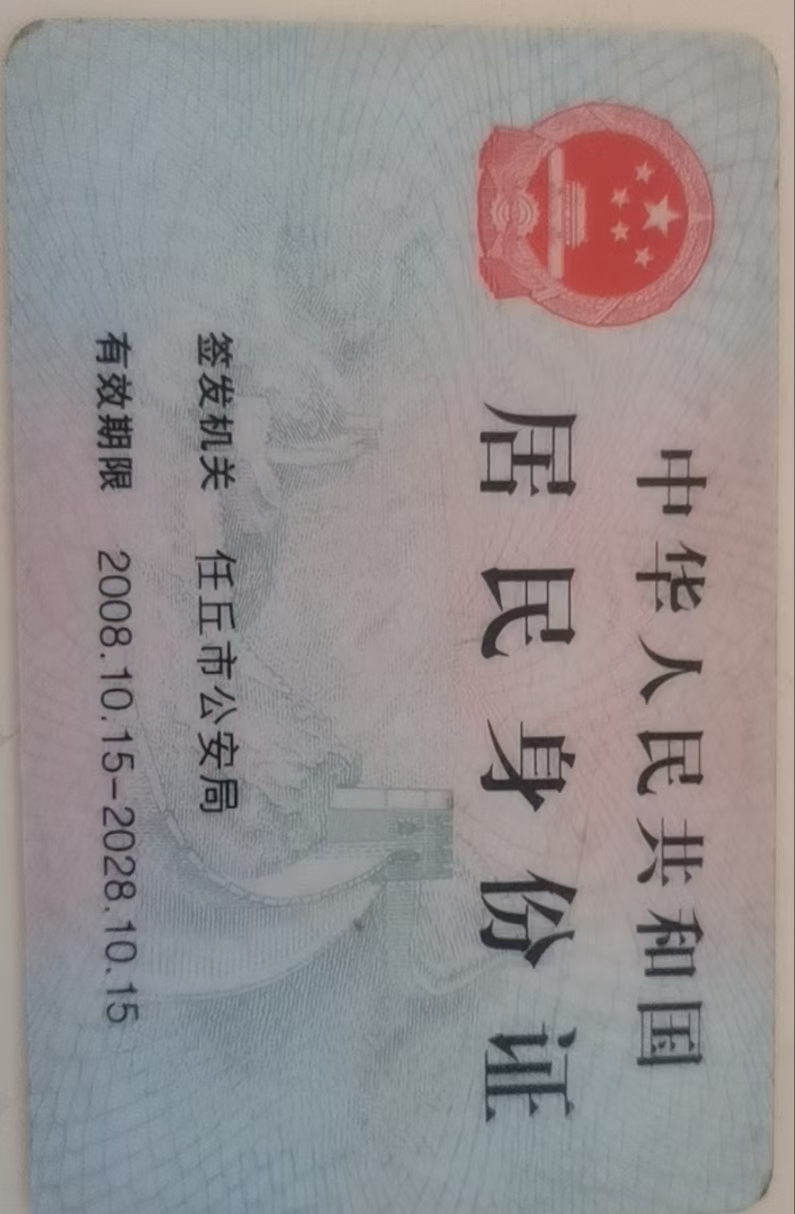 中华人民共和国
居民身份证
签发机关 任丘市公安局
有效期限 2008.10.15-2028.10.15